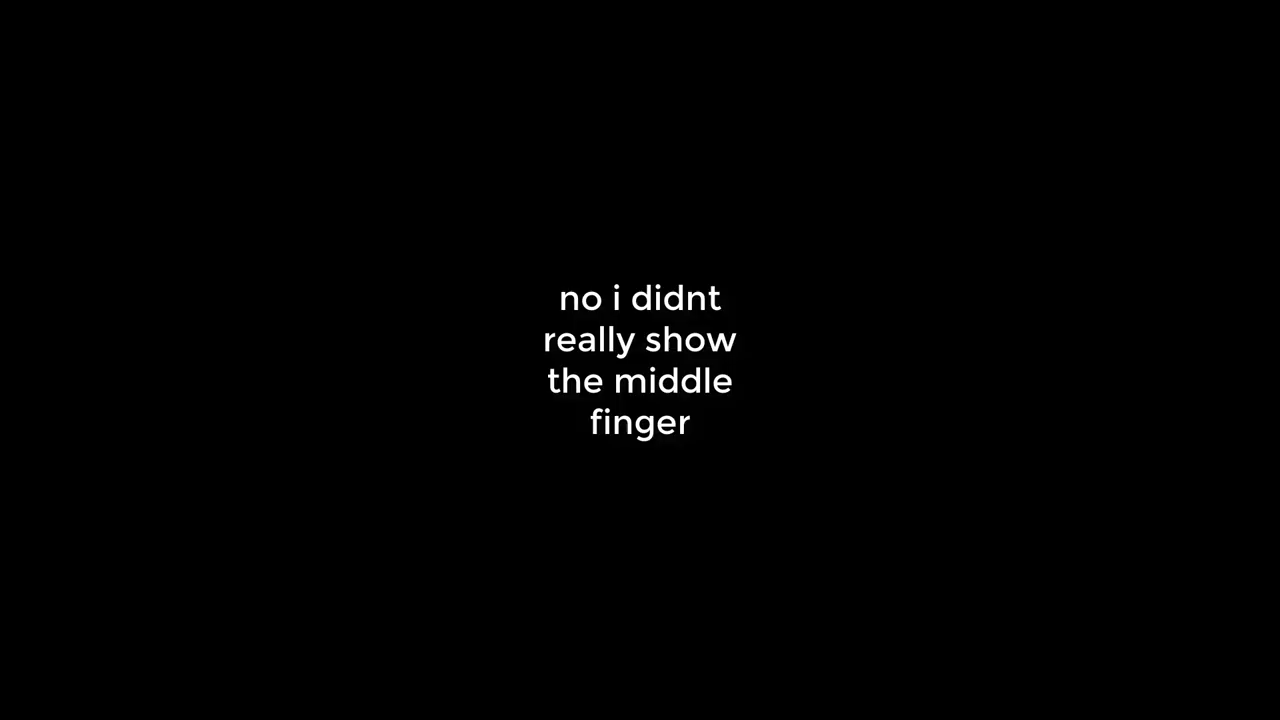 no i didnt
really show
the middle
finger